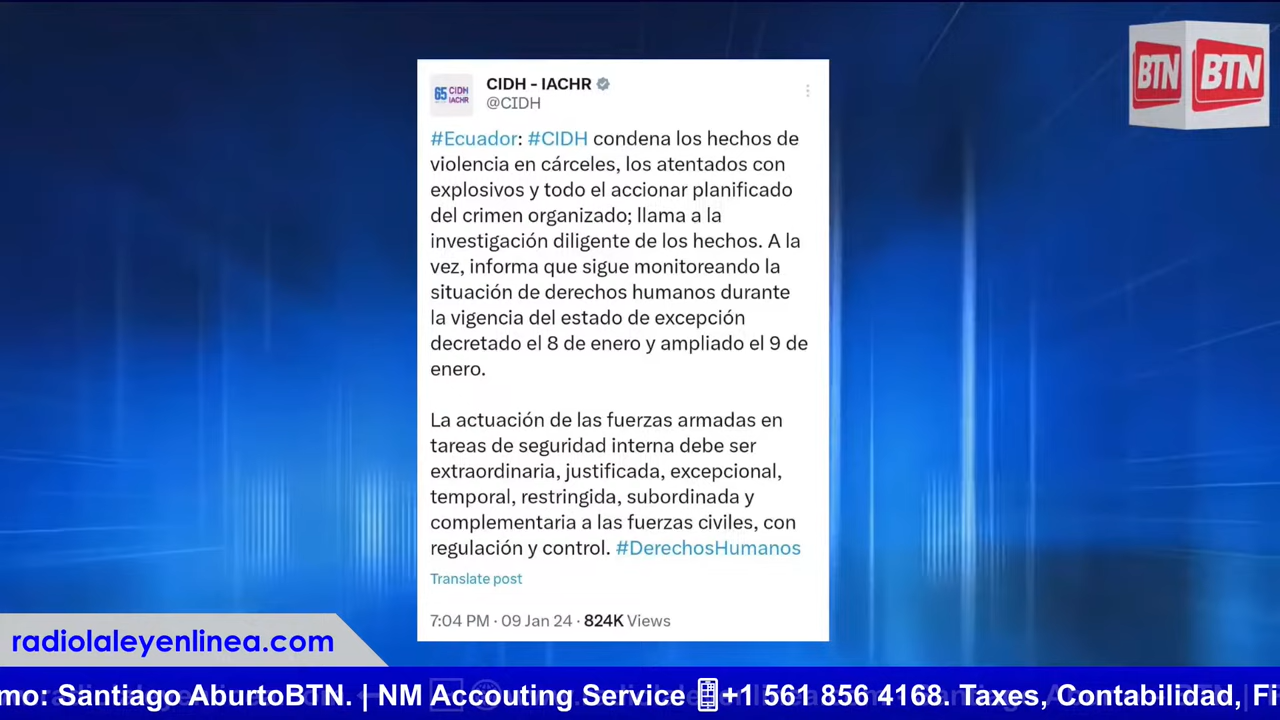 BTN BTN
65 CIDH
IACHR
CIDH - IACHR
@CIDH
#Ecuador: #CIDH condena los hechos de
violencia en cárceles, los atentados con
explosivos y todo el accionar planificado
del crimen organizado; llama a la
investigación diligente de los hechos. A la
vez, informa que sigue monitoreando la
situación de derechos humanos durante
la vigencia del estado de excepción
decretado el 8 de enero y ampliado el 9 de
enero.
La actuación de las fuerzas armadas en
tareas de seguridad interna debe ser
extraordinaria, justificada, excepcional,
temporal, restringida, subordinada y
complementaria a las fuerzas civiles, con
regulación y control. #DerechosHumanos
Translate post
7:04 PM · 09 Jan 24 · 824K Views
radiolaleyenlinea.com
mo: Santiago AburtoBTN. | NM Accouting Service +1 561 856 4168. Taxes, Contabilidad, Fi